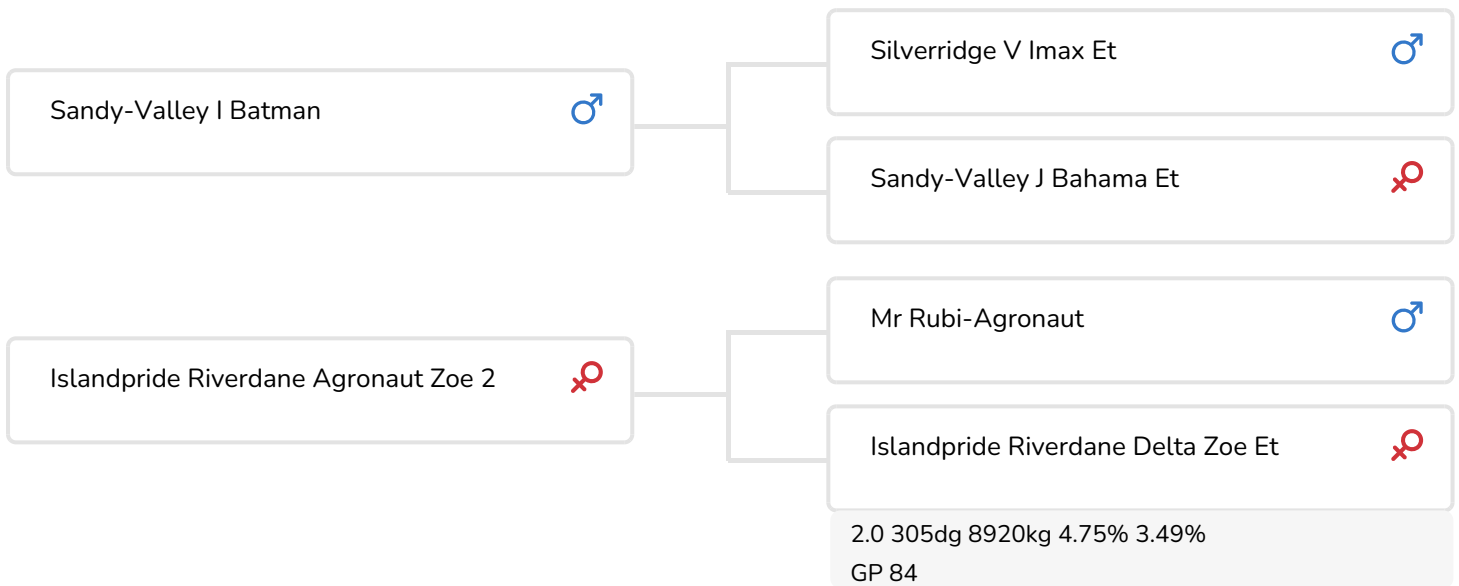 Silverridge V Imax Et
Sandy-Valley I Batman
Sandy-Valley J Bahama Et
Mr Rubi-Agronaut
Islandpride Riverdane Agronaut Zoe 2
Islandpride Riverdane Delta Zoe Et
2.0 305dg 8920kg 4.75% 3.49%
GP 84